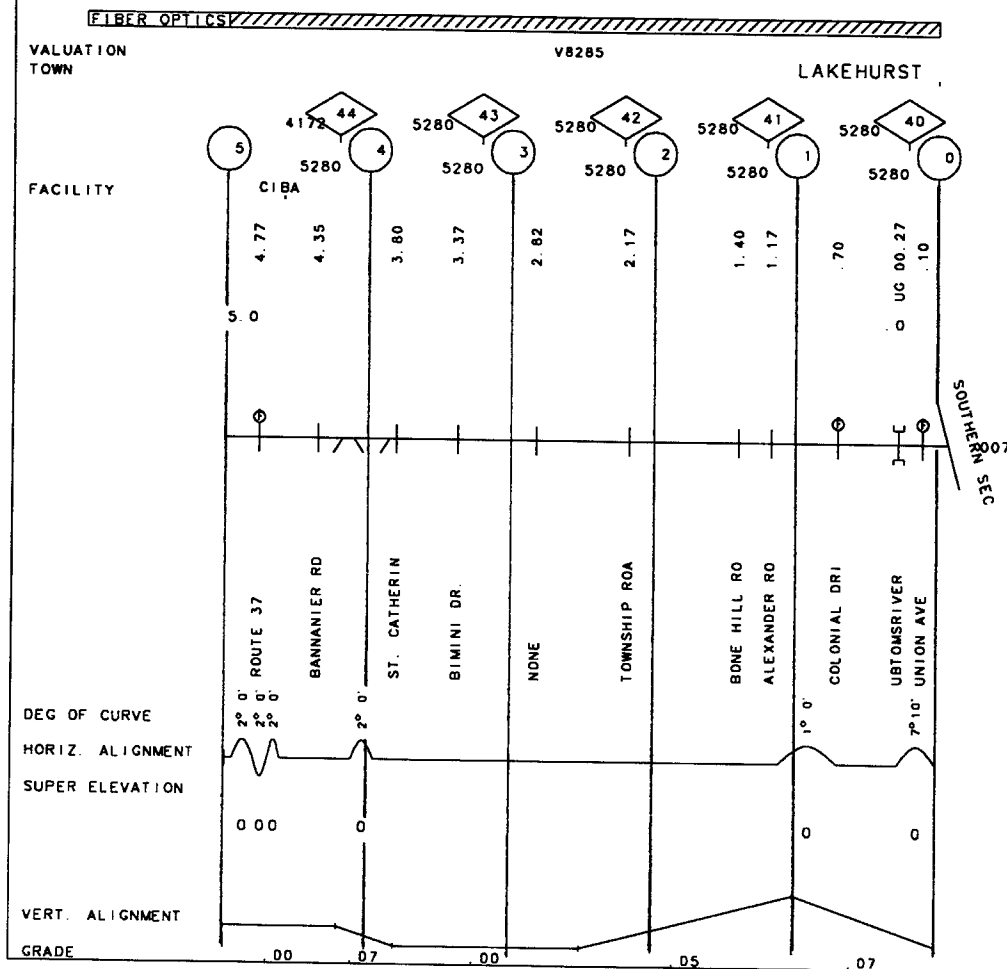 FIBER OPTICS
VALUATION V8285
TOWN LAKEHURST
44 43 42 41 40
4172 5280 5280 5280 5280
5 4 3 2 1 0
5280 5280 5280 5280 5280
FACILITY CIBA
4.77 4.35 3.80 3.37 2.82 2.17 1.40 1.17 .70 .0 UG 00.27 .10
5.0
SOUTHERN SEC
007
ROUTE 37 BANNANIER RD ST. CATHERIN BIMINI DR. NONE TOWNSHIP ROA BONE HILL RO ALEXANDER RO COLONIAL DRI UBTOMSRIVER UNION AVE
DEG OF CURVE 2° 0' 2° 0' 2° 0' 2° 0' 1° 0' 7°10'
HORIZ. ALIGNMENT
SUPER ELEVATION
0 0 0 0 0 0
VERT. ALIGNMENT
GRADE .00 .07 .00 .05 .07